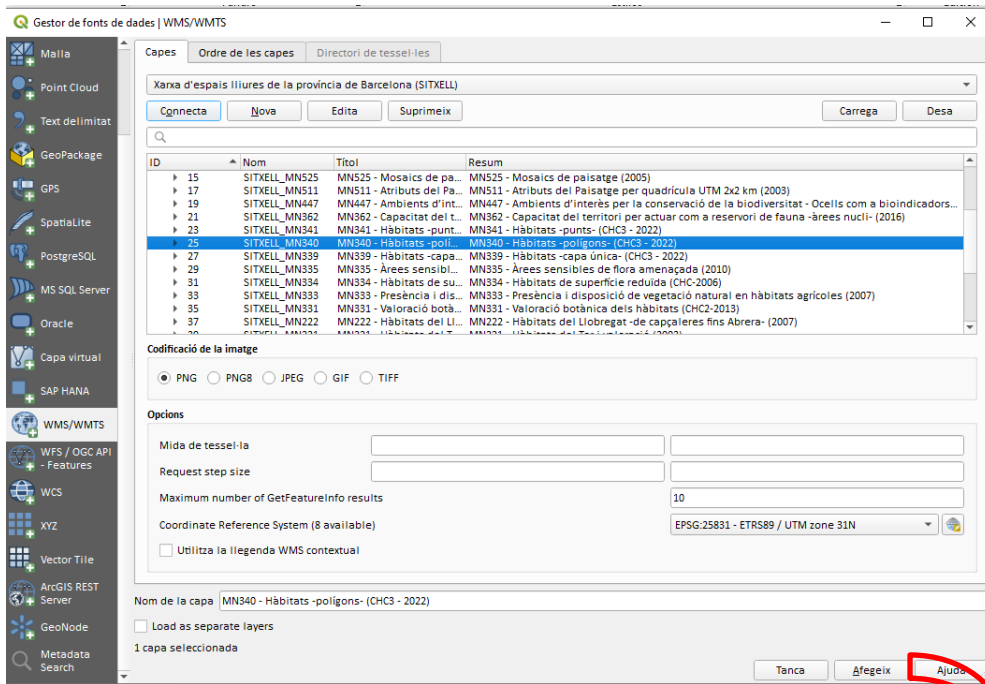 Gestor de fonts de dades | WMS/WMTS
Malla
Point Cloud
Text delimitat
GeoPackage
GPS
SpatiaLite
PostgreSQL
MS SQL Server
Oracle
Capa virtual
SAP HANA
WMS/WMTS
WFS / OGC API
- Features
WCS
XYZ
Vector Tile
ArcGIS REST
Server
GeoNode
Metadata
Search
Capes Ordre de les capes Directori de tessel·les
Xarxa d'espais lliures de la província de Barcelona (SITXELL)
Connecta Nova Edita Suprimeix Carrega Desa
ID Nom Títol Resum
15 SITXELL_MN525 MN525 - Mosaics de pa... MN525 - Mosaics de paisatge (2005)
17 SITXELL_MN511 MN511 - Atributs del Pa... MN511 - Atributs del Paisatge per quadrícula UTM 2x2 km (2003)
19 SITXELL_MN447 MN447 - Ambients d'int... MN447 - Ambients d'interès per la conservació de la biodiversitat - Ocells com a bioindicadors...
21 SITXELL_MN362 MN362 - Capacitat del t... MN362 - Capacitat del territori per actuar com a reservori de fauna -àrees nucli- (2016)
23 SITXELL_MN341 MN341 - Hàbitats -punt... MN341 - Hàbitats -punts- (CHC3 - 2022)
25 SITXELL_MN340 MN340 - Hàbitats -polí... MN340 - Hàbitats -polígons- (CHC3 - 2022)
27 SITXELL_MN339 MN339 - Hàbitats -capa... MN339 - Hàbitats -capa única- (CHC3 - 2022)
29 SITXELL_MN335 MN335 - Àrees sensibl... MN335 - Àrees sensibles de flora amenaçada (2010)
31 SITXELL_MN334 MN334 - Hàbitats de su... MN334 - Hàbitats de superfície reduïda (CHC-2006)
33 SITXELL_MN333 MN333 - Presència i dis... MN333 - Presència i disposició de vegetació natural en hàbitats agrícoles (2007)
35 SITXELL_MN331 MN331 - Valoració botà... MN331 - Valoració botànica dels hàbitats (CHC2-2013)
37 SITXELL_MN222 MN222 - Hàbitats del Ll... MN222 - Hàbitats del Llobregat -de capçaleres fins Abrera- (2007)
Codificació de la imatge
PNG PNG8 JPEG GIF TIFF
Opcions
Mida de tessel·la
Request step size
Maximum number of GetFeatureInfo results 10
Coordinate Reference System (8 available) EPSG:25831 - ETRS89 / UTM zone 31N
Utilitza la llegenda WMS contextual
Nom de la capa MN340 - Hàbitats -polígons- (CHC3 - 2022)
Load as separate layers
1 capa seleccionada
Tanca Afegeix Ajuda